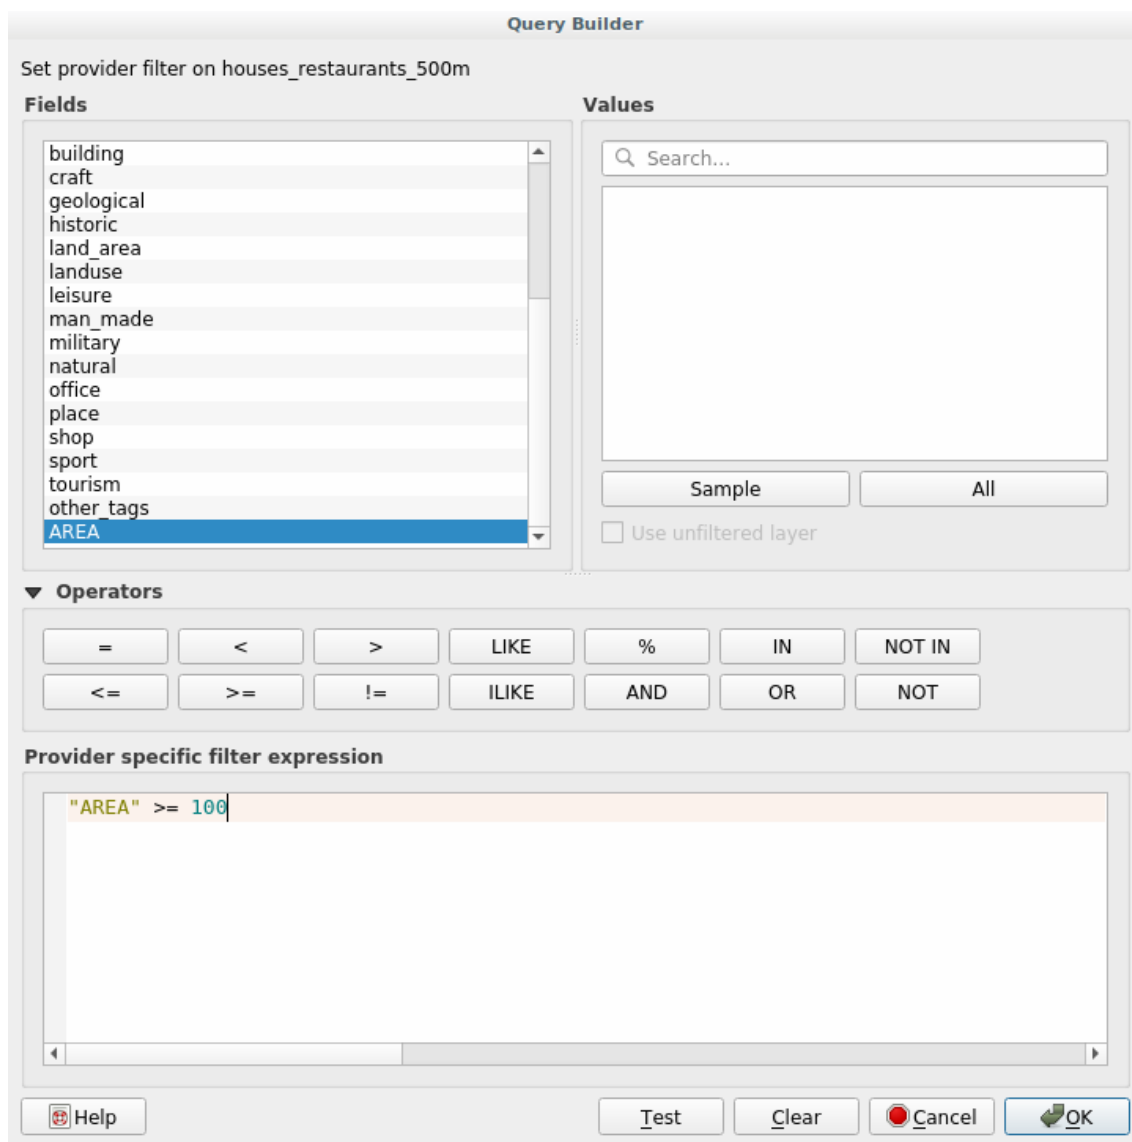 Query Builder
Set provider filter on houses_restaurants_500m
Fields
Values
building
craft
geological
historic
land_area
landuse
leisure
man_made
military
natural
office
place
shop
sport
tourism
other_tags
AREA
Search...
Sample All
Use unfiltered layer
Operators
= < > LIKE % IN NOT IN
<= >= != ILIKE AND OR NOT
Provider specific filter expression
"AREA" >= 100
Help Test Clear Cancel OK